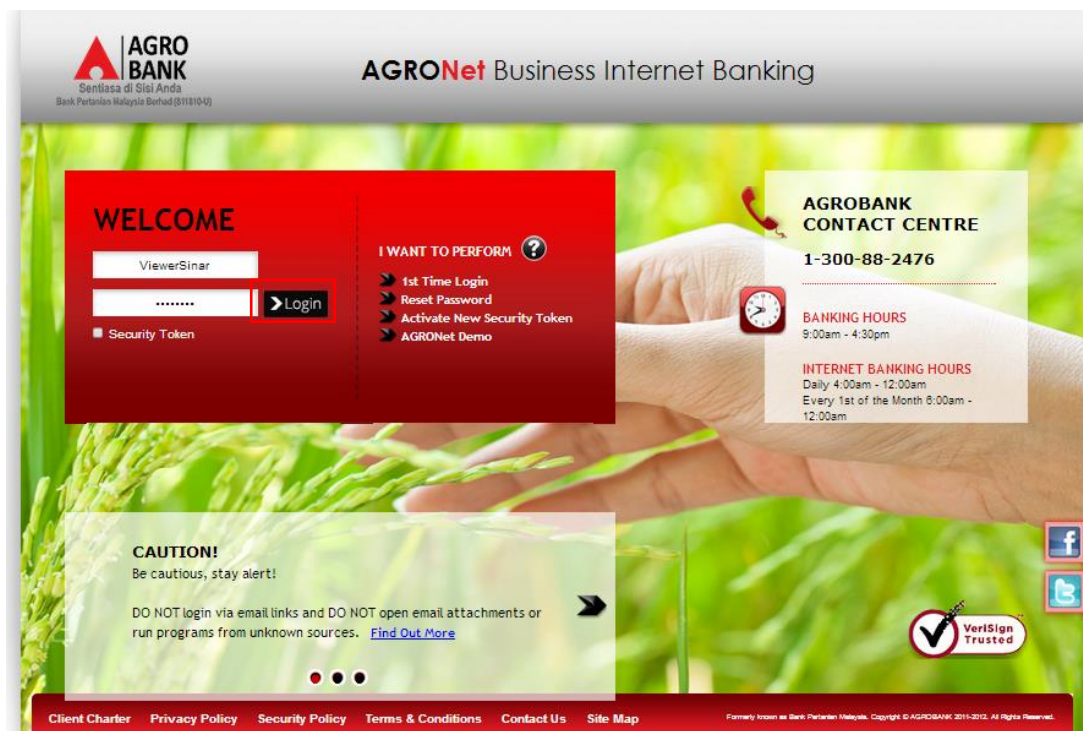 AGRO
BANK
Sentiasa di Sisi Anda
Bank Pertanian Malaysia Berhad (811810-U)
AGRONet Business Internet Banking
WELCOME
ViewerSinar
••••••••
Login
Security Token
I WANT TO PERFORM ?
1st Time Login
Reset Password
Activate New Security Token
AGRONet Demo
AGROBANK
CONTACT CENTRE
1-300-88-2476
BANKING HOURS
9:00am - 4:30pm
INTERNET BANKING HOURS
Daily 4:00am - 12:00am
Every 1st of the Month 6:00am -
12:00am
CAUTION!
Be cautious, stay alert!
DO NOT login via email links and DO NOT open email attachments or
run programs from unknown sources. Find Out More
VeriSign
Trusted
Client Charter Privacy Policy Security Policy Terms & Conditions Contact Us Site Map
Formerly known as Bank Pertanian Malaysia. Copyright © AGROBANK 2011-2012. All Rights Reserved.